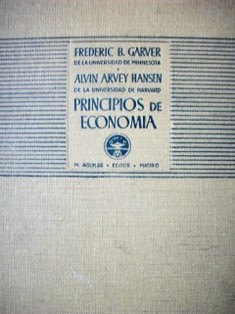 FREDERIC B. GARVER
DE LA UNIVERSIDAD DE MINNESOTA
Y
ALVIN ARVEY HANSEN
DE LA UNIVERSIDAD DE HARVARD
PRINCIPIOS DE
ECONOMIA
M. AGUILAR • EDITOR • MADRID